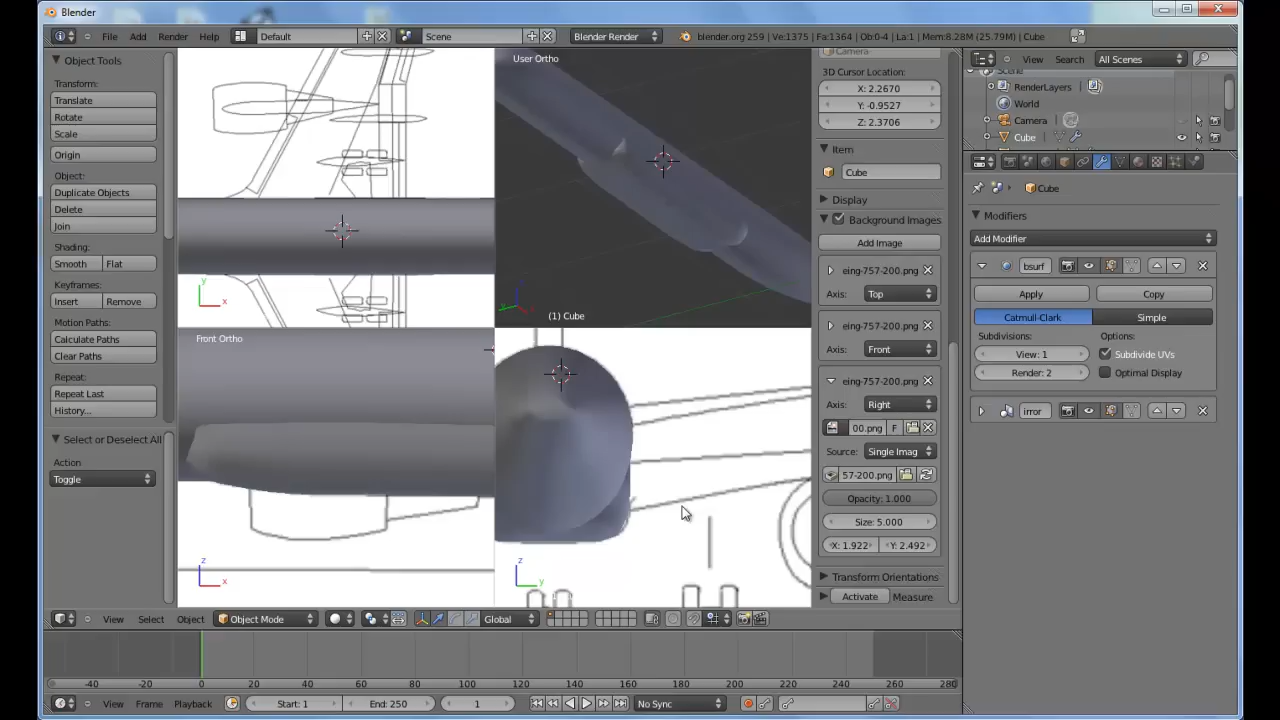 Blender
File Add Render Help Default Scene Blender Render blender.org 259 | Ve:1375 | Fa:1364 | Ob:0-4 | La:1 | Mem:8.28M (25.79M) | Cube
Object Tools
Transform:
Translate
Rotate
Scale
Origin
Object:
Duplicate Objects
Delete
Join
Shading:
Smooth Flat
Keyframes:
Insert Remove
Motion Paths:
Calculate Paths
Clear Paths
Repeat:
Repeat Last
History...
Select or Deselect All
Action
Toggle
User Ortho
(1) Cube
Front Ortho
y
x
z
x
z
y
Camera
3D Cursor Location:
X: 2.2670
Y: -0.9527
Z: 2.3706
Item
Cube
Display
Background Images
Add Image
eing-757-200.png
Axis: Top
eing-757-200.png
Axis: Front
eing-757-200.png
Axis: Right
00.png F
Source: Single Imag
57-200.png
Opacity: 1.000
Size: 5.000
X: 1.922 Y: 2.492
Transform Orientations
Activate Measure
View Search All Scenes
Scene
RenderLayers
World
Camera
Cube
Cube
Modifiers
Add Modifier
bsurf
Apply Copy
Catmull-Clark Simple
Subdivisions: Options:
View: 1 Subdivide UVs
Render: 2 Optimal Display
irror
View Select Object Object Mode Global
-40 -20 0 20 40 60 80 100 120 140 160 180 200 220 240 260 280
View Frame Playback Start: 1 End: 250 1 No Sync